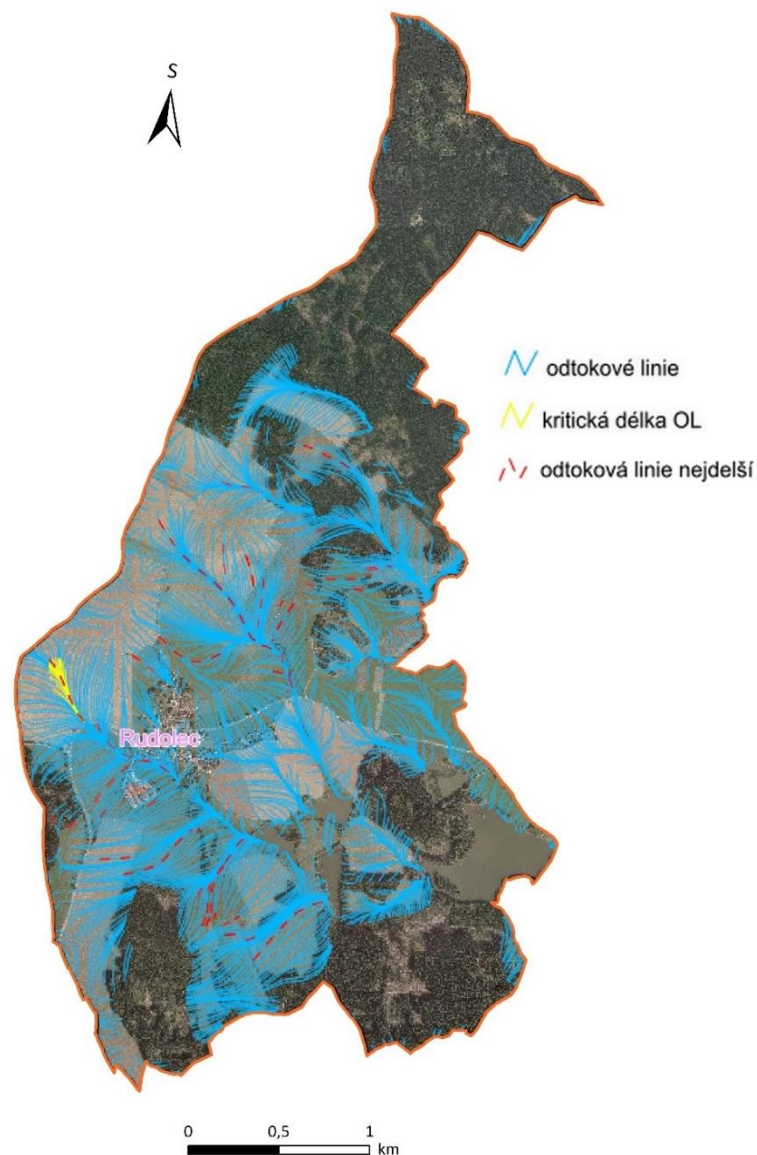 S
odtokové linie
kritická délka OL
odtoková linie nejdelší
Rudolec
0 0,5 1
km